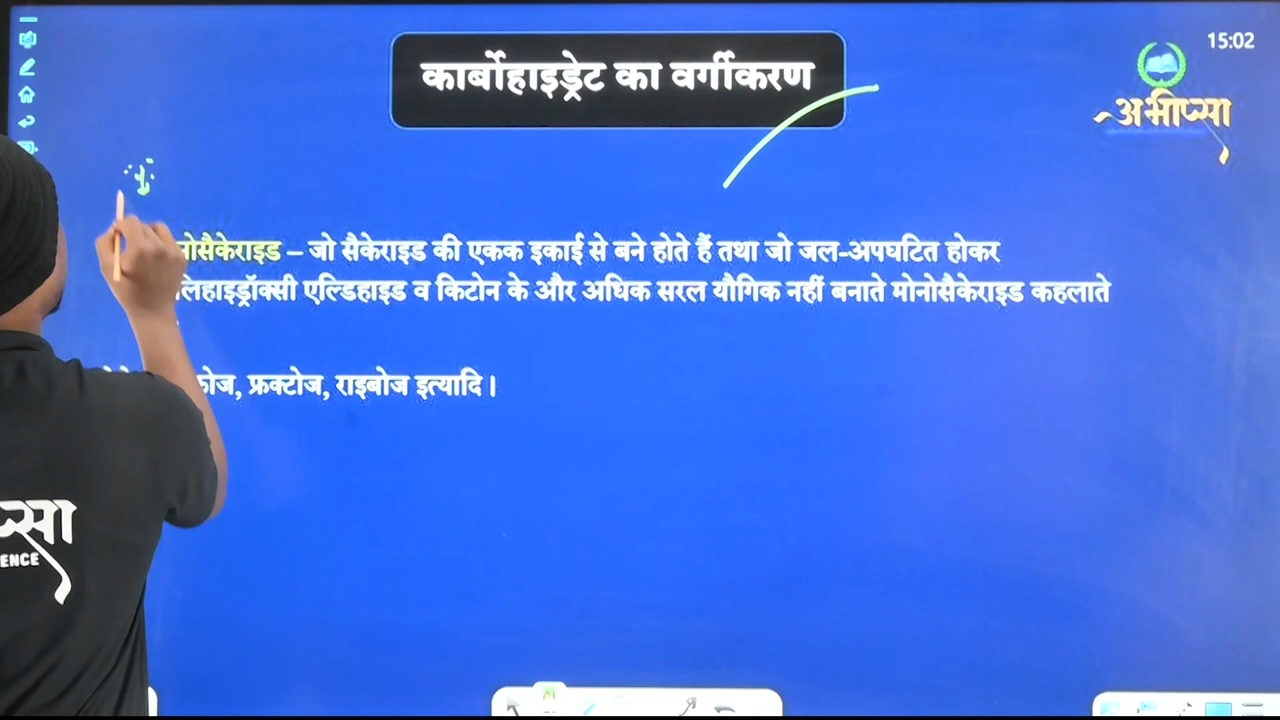 कार्बोहाइड्रेट का वर्गीकरण
15:02
अभीप्सा
नोसैकेराइड – जो सैकेराइड की एकक इकाई से बने होते हैं तथा जो जल-अपघटित होकर
लिहाइड्रॉक्सी एल्डिहाइड व किटोन के और अधिक सरल यौगिक नहीं बनाते मोनोसैकेराइड कहलाते
फ्रक्टोज, राइबोज इत्यादि।
प्सा
ENCE